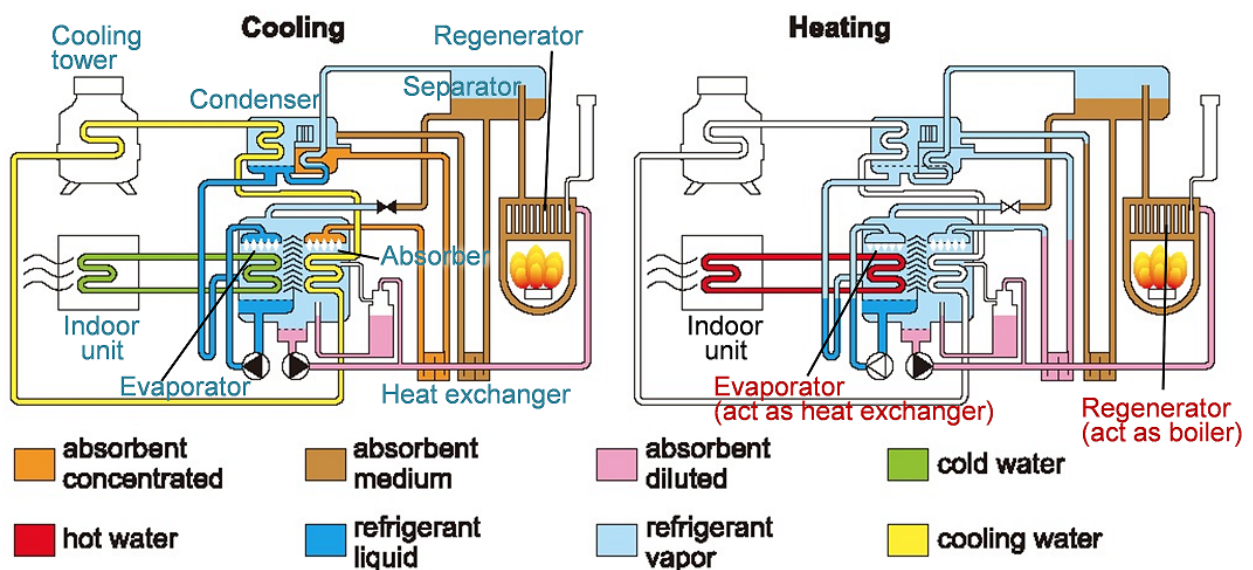 Cooling
Cooling
tower
Condenser
Separator
Regenerator
Absorber
Indoor
unit
Evaporator
Heat exchanger
Heating
Indoor
unit
Evaporator
(act as heat exchanger)
Regenerator
(act as boiler)
absorbent
concentrated
absorbent
medium
absorbent
diluted
cold water
hot water
refrigerant
liquid
refrigerant
vapor
cooling water